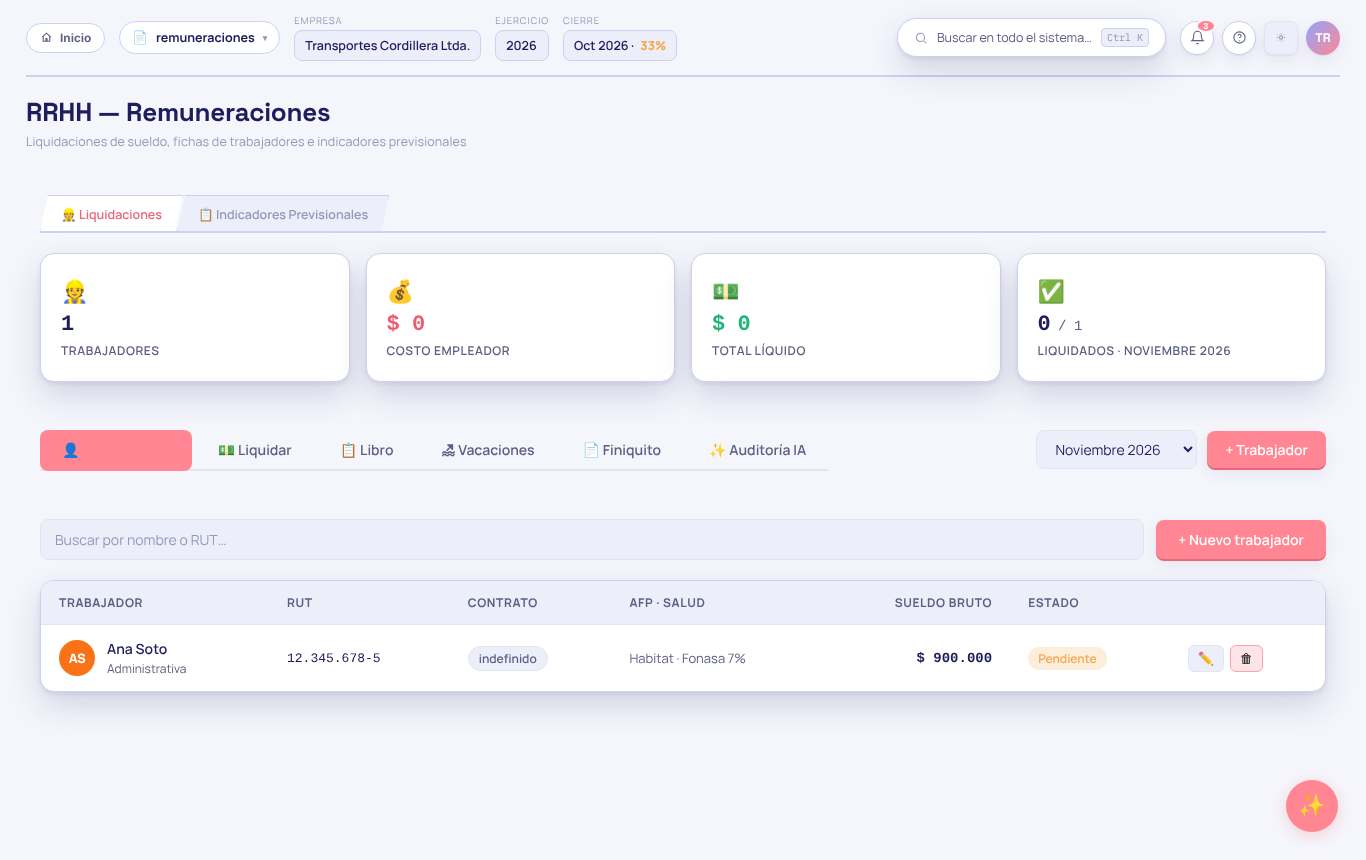 EMPRESA
EJERCICIO
CIERRE
Inicio
remuneraciones
Transportes Cordillera Ltda.
2026
Oct 2026 · 33%
Buscar en todo el sistema...
Ctrl K
3
TR
RRHH — Remuneraciones
Liquidaciones de sueldo, fichas de trabajadores e indicadores previsionales
Liquidaciones
Indicadores Previsionales
1
TRABAJADORES
$ 0
COSTO EMPLEADOR
$ 0
TOTAL LÍQUIDO
0 / 1
LIQUIDADOS · NOVIEMBRE 2026
Liquidar
Libro
Vacaciones
Finiquito
Auditoría IA
Noviembre 2026
+ Trabajador
Buscar por nombre o RUT...
+ Nuevo trabajador
TRABAJADOR
RUT
CONTRATO
AFP · SALUD
SUELDO BRUTO
ESTADO
AS
Ana Soto
Administrativa
12.345.678-5
indefinido
Habitat · Fonasa 7%
$ 900.000
Pendiente